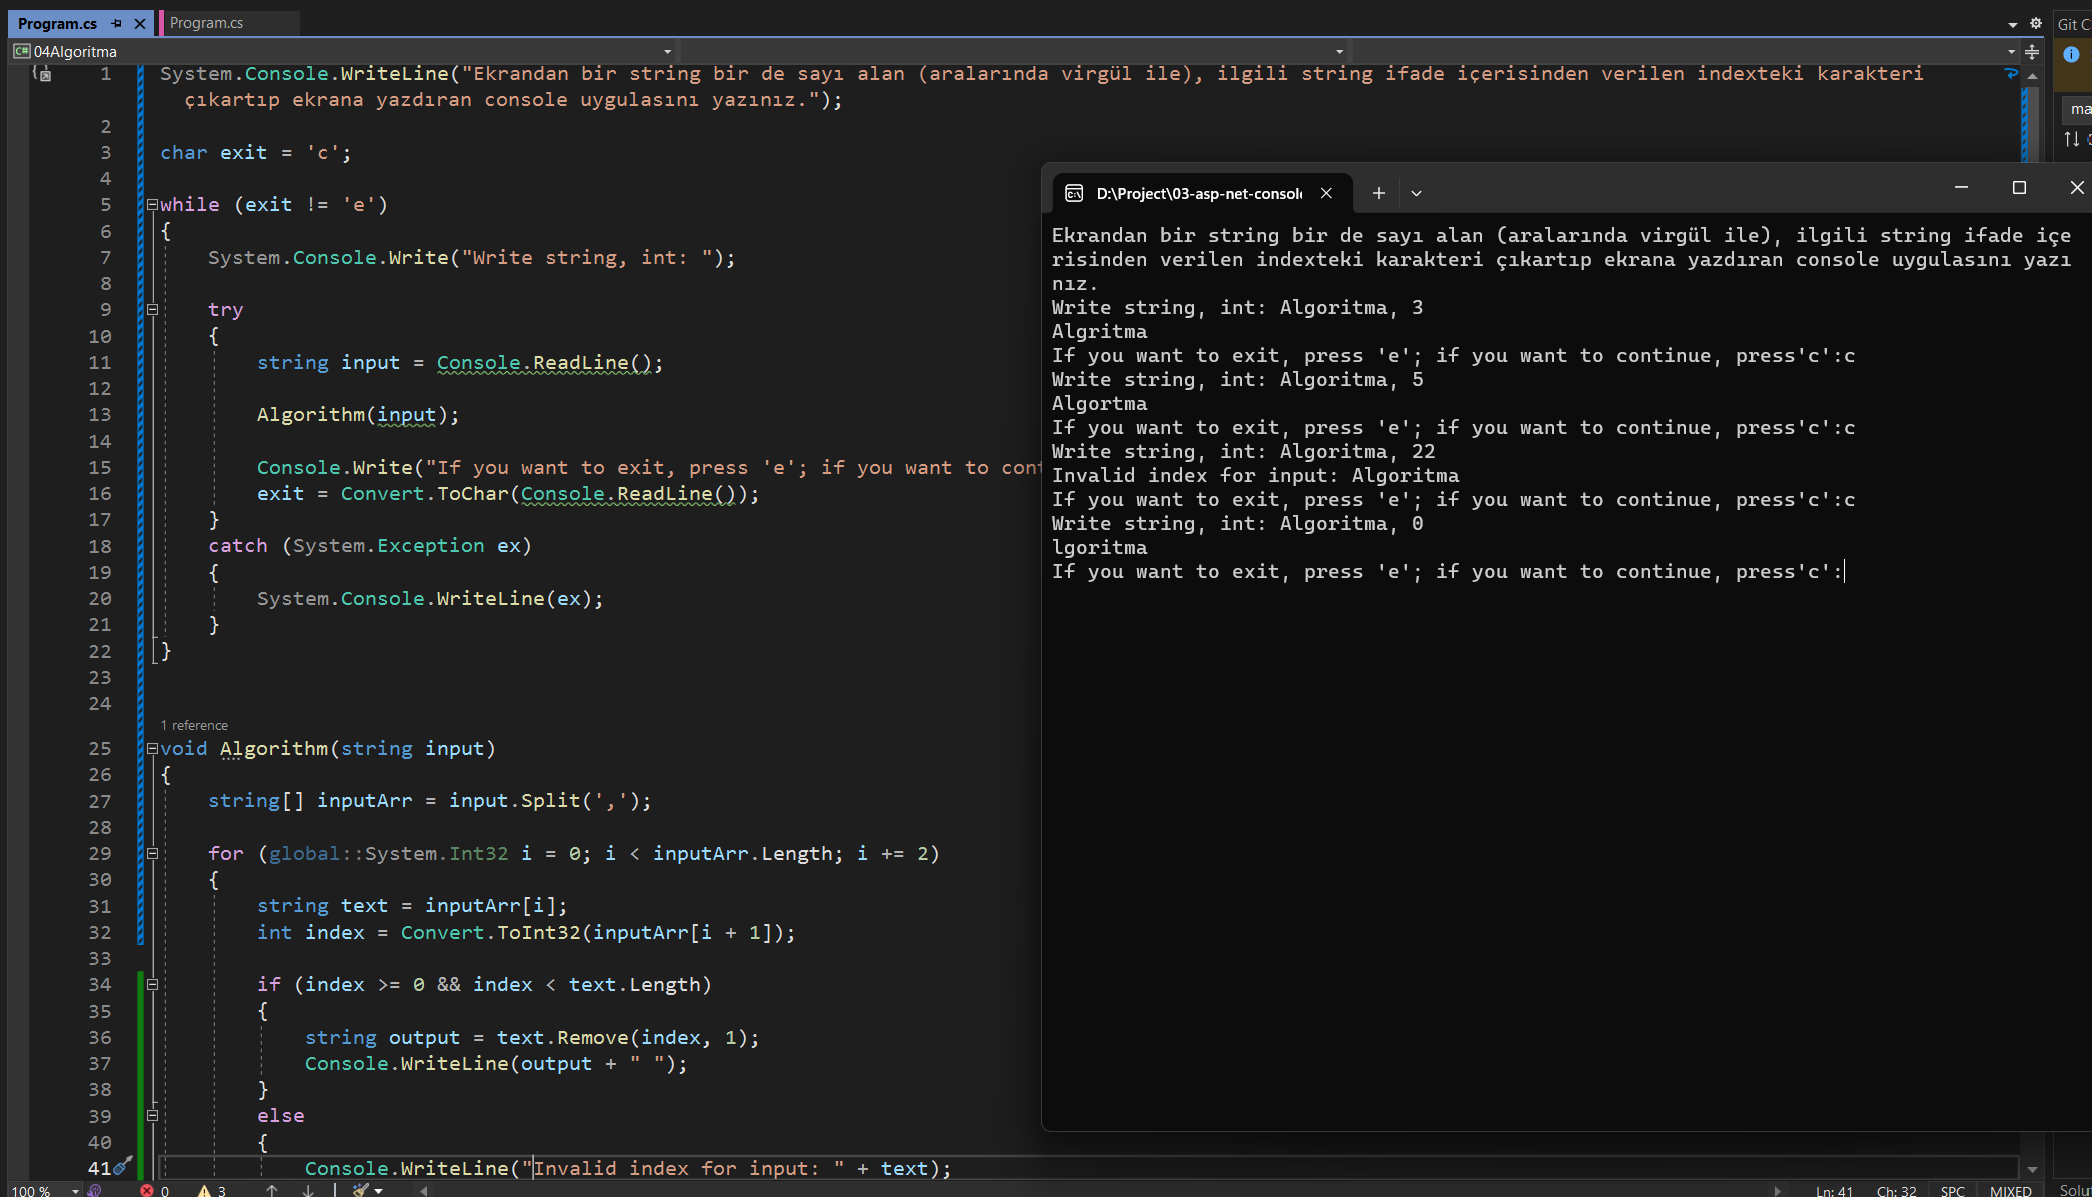 Program.cs
Program.cs
Git C
04Algoritma
1 System.Console.WriteLine("Ekrandan bir string bir de sayı alan (aralarında virgül ile), ilgili string ifade içerisinden verilen indexteki karakteri
çıkartıp ekrana yazdıran console uygulasını yazınız.");
2
3 char exit = 'c';
4
5 while (exit != 'e')
6 {
7 System.Console.Write("Write string, int: ");
8
9 try
10 {
11 string input = Console.ReadLine();
12
13 Algorithm(input);
14
15 Console.Write("If you want to exit, press 'e'; if you want to cont
16 exit = Convert.ToChar(Console.ReadLine());
17 }
18 catch (System.Exception ex)
19 {
20 System.Console.WriteLine(ex);
21 }
22 }
23
24
1 reference
25 void Algorithm(string input)
26 {
27 string[] inputArr = input.Split(',');
28
29 for (global::System.Int32 i = 0; i < inputArr.Length; i += 2)
30 {
31 string text = inputArr[i];
32 int index = Convert.ToInt32(inputArr[i + 1]);
33
34 if (index >= 0 && index < text.Length)
35 {
36 string output = text.Remove(index, 1);
37 Console.WriteLine(output + " ");
38 }
39 else
40 {
41 Console.WriteLine("Invalid index for input: " + text);
100 %
0
3
Ln: 41
Ch: 32
SPC
MIXED
Solu
ma
D:\Project\03-asp-net-consol
Ekrandan bir string bir de sayı alan (aralarında virgül ile), ilgili string ifade içe
risinden verilen indexteki karakteri çıkartıp ekrana yazdıran console uygulasını yazı
nız.
Write string, int: Algoritma, 3
Algritma
If you want to exit, press 'e'; if you want to continue, press'c':c
Write string, int: Algoritma, 5
Algortma
If you want to exit, press 'e'; if you want to continue, press'c':c
Write string, int: Algoritma, 22
Invalid index for input: Algoritma
If you want to exit, press 'e'; if you want to continue, press'c':c
Write string, int: Algoritma, 0
lgoritma
If you want to exit, press 'e'; if you want to continue, press'c':